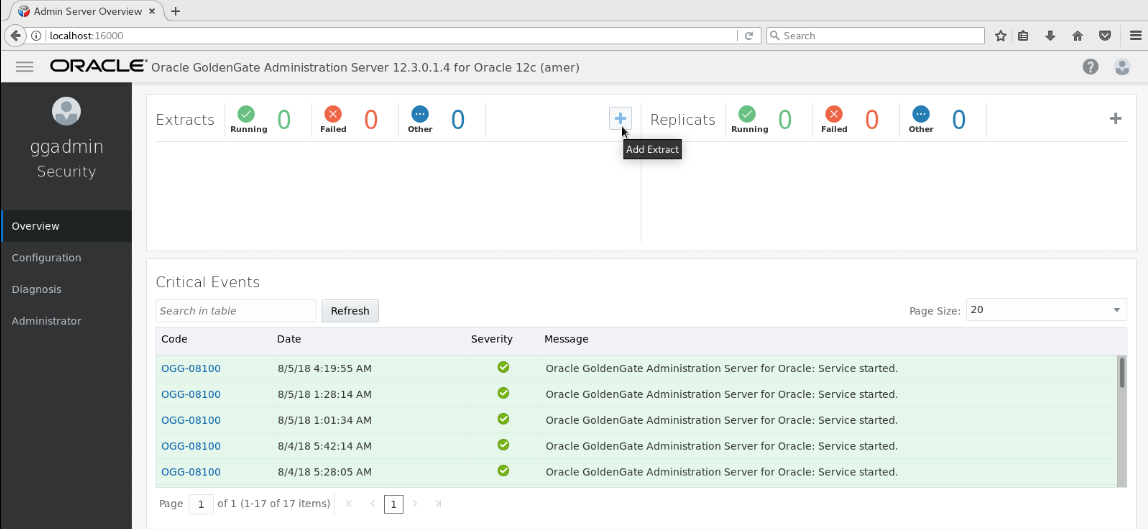 Admin Server Overview
localhost:16000
Search
ORACLE Oracle GoldenGate Administration Server 12.3.0.1.4 for Oracle 12c (amer)
ggadmin
Security
Overview
Configuration
Diagnosis
Administrator
Extracts Running 0 Failed 0 Other 0
Add Extract
Replicats Running 0 Failed 0 Other 0
Critical Events
Search in table Refresh Page Size: 20
Code Date Severity Message
OGG-08100 8/5/18 4:19:55 AM Oracle GoldenGate Administration Server for Oracle: Service started.
OGG-08100 8/5/18 1:28:14 AM Oracle GoldenGate Administration Server for Oracle: Service started.
OGG-08100 8/5/18 1:01:34 AM Oracle GoldenGate Administration Server for Oracle: Service started.
OGG-08100 8/4/18 5:42:14 AM Oracle GoldenGate Administration Server for Oracle: Service started.
OGG-08100 8/4/18 5:28:05 AM Oracle GoldenGate Administration Server for Oracle: Service started.
Page 1 of 1 (1-17 of 17 items) 1